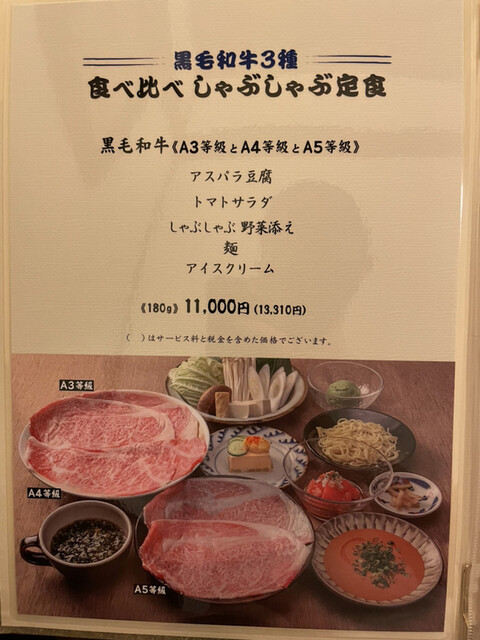 黒毛和牛3種
食べ比べ しゃぶしゃぶ定食
黒毛和牛《A3等級とA4等級とA5等級》
アスパラ豆腐
トマトサラダ
しゃぶしゃぶ 野菜添え
麺
アイスクリーム
《180g》 11,000円 (13,310円)
( )はサービス料と税金を含めた価格でございます。
A3等級
A4等級
A5等級